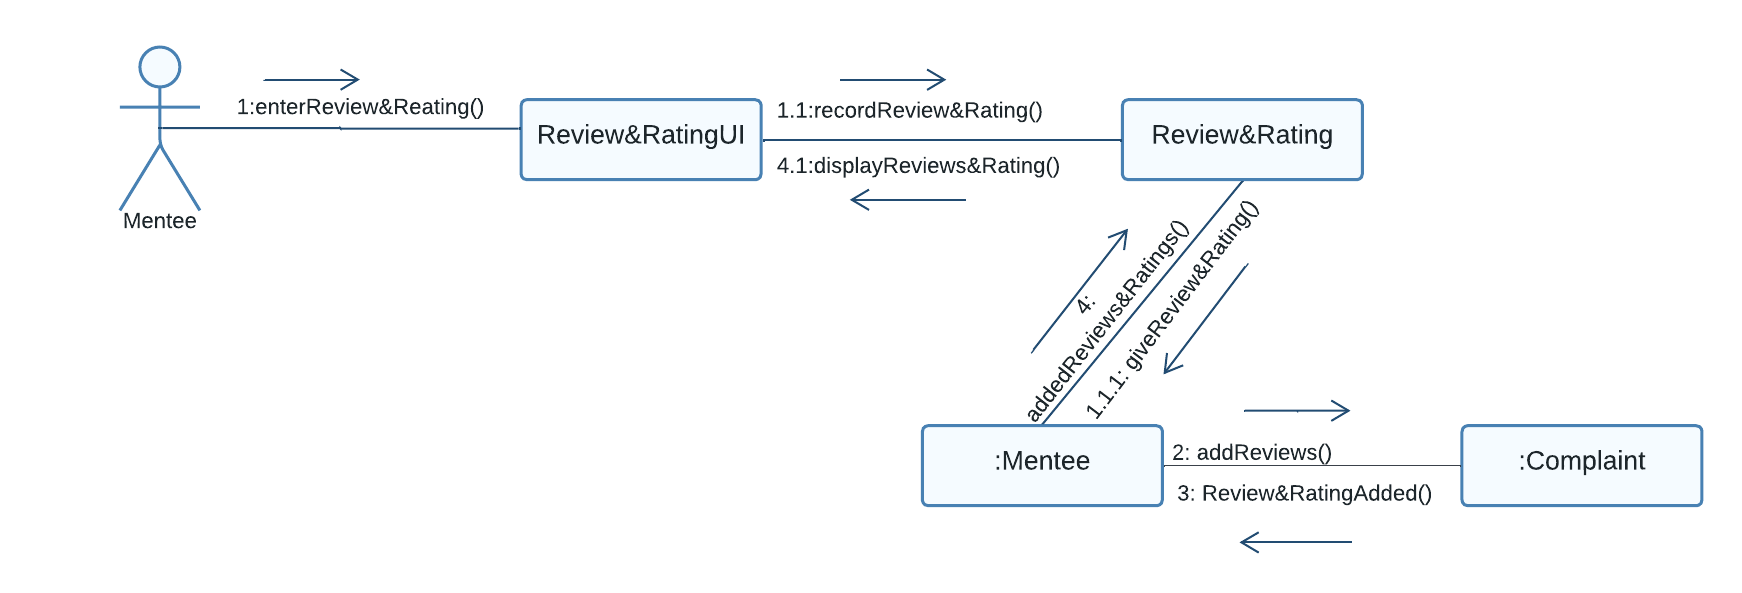 1:enterReview&Reating()
1.1:recordReview&Rating()
Review&RatingUI
Review&Rating
4.1:displayReviews&Rating()
Mentee
4:
addedReviews&Ratings()
1.1.1: giveReview&Rating()
:Mentee
2: addReviews()
:Complaint
3: Review&RatingAdded()